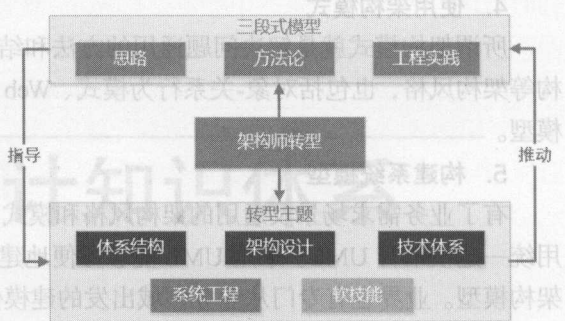 三段式模型
思路 方法论 工程实践
架构师转型
指导
推动
转型主题
体系结构 架构设计 技术体系
系统工程 软技能